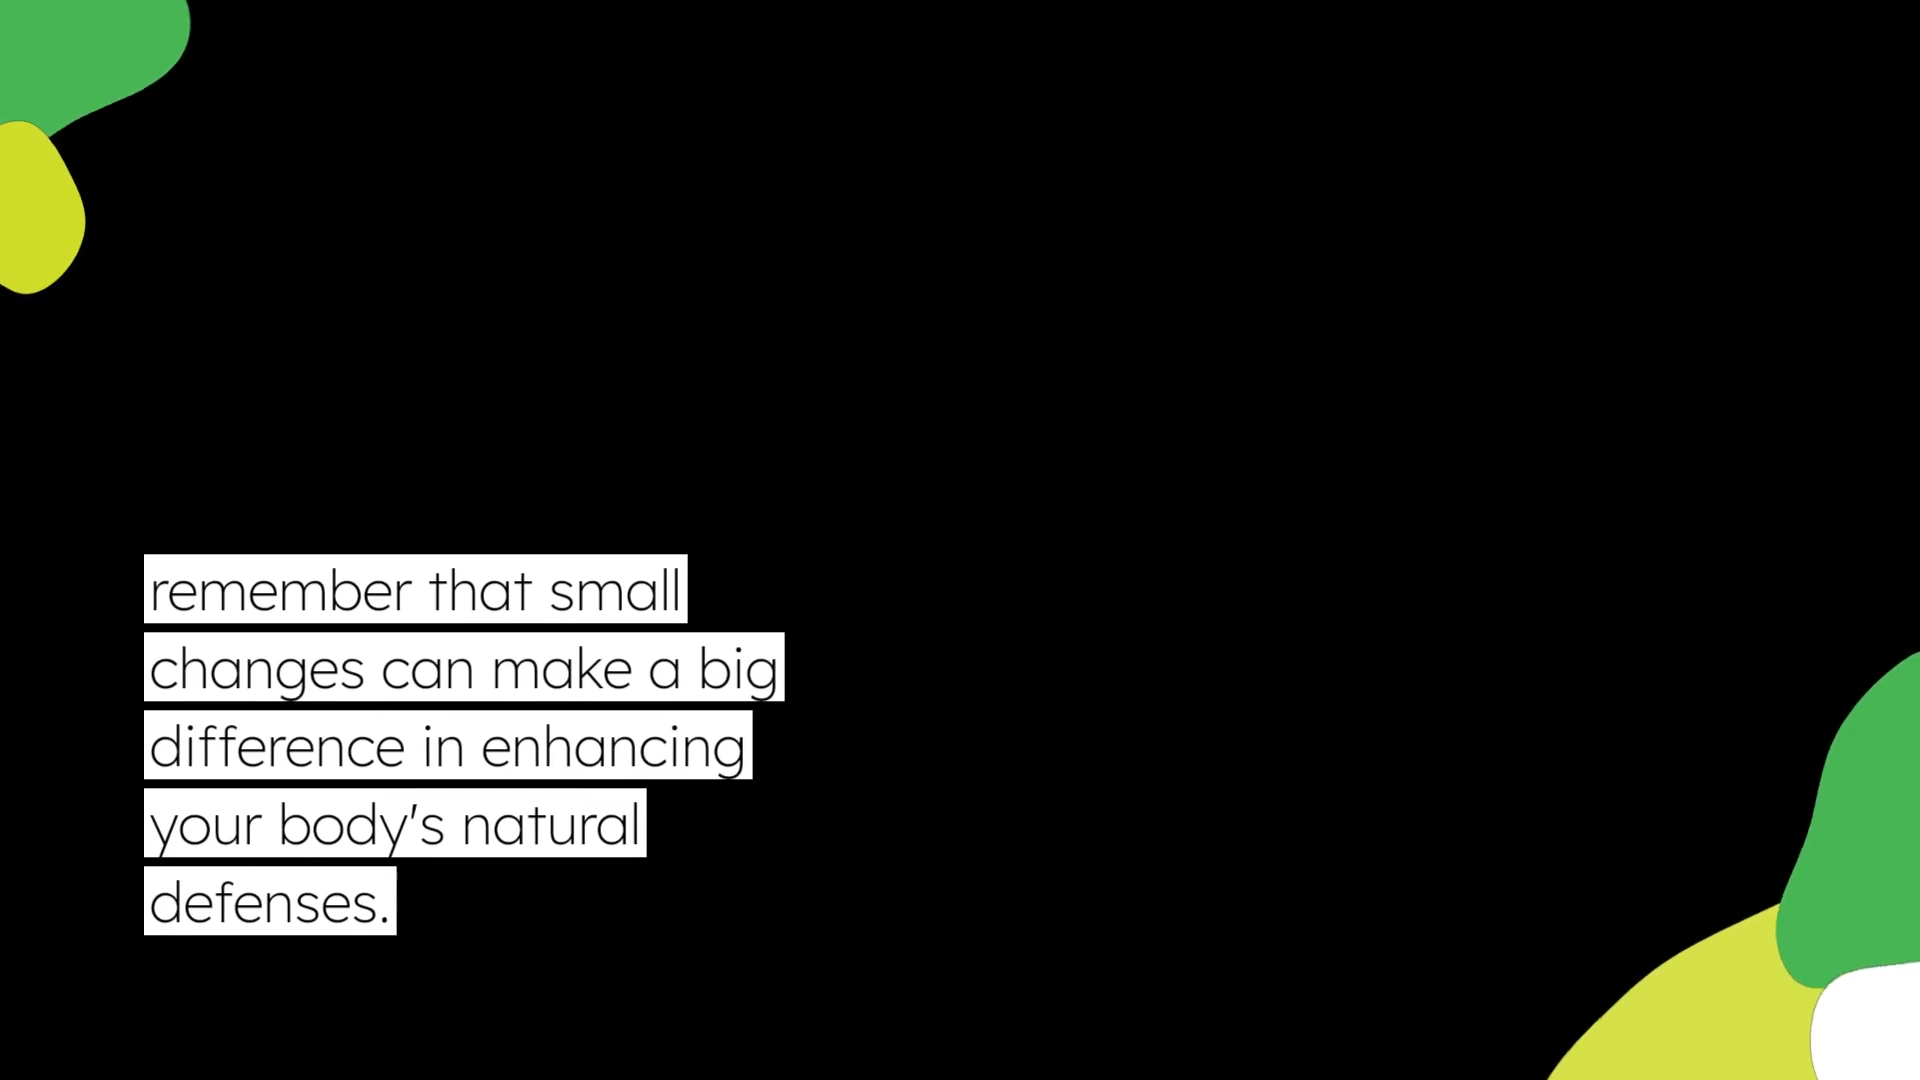 remember that small
changes can make a big
difference in enhancing
your body's natural
defenses.